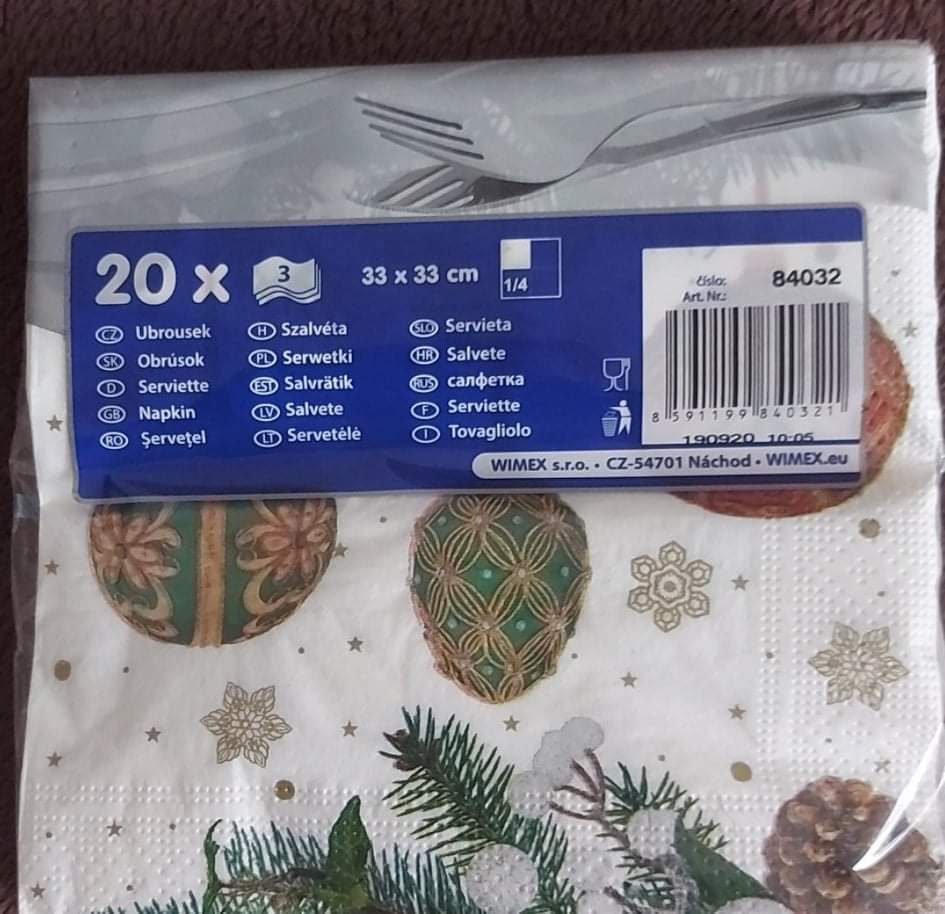 20 x 3 33 x 33 cm 1/4
číslo: 84032
Art. Nr.:
CZ Ubrousek
SK Obrúsok
D Serviette
GB Napkin
RO Şerveţel
H Szalvéta
PL Serwetki
EST Salvrätik
LV Salvete
LT Servetėlė
SLO Servieta
HR Salvete
RUS салфетка
F Serviette
I Tovagliolo
8 591199 840321
190920 10:05
WIMEX s.r.o. • CZ-54701 Náchod • WIMEX.eu